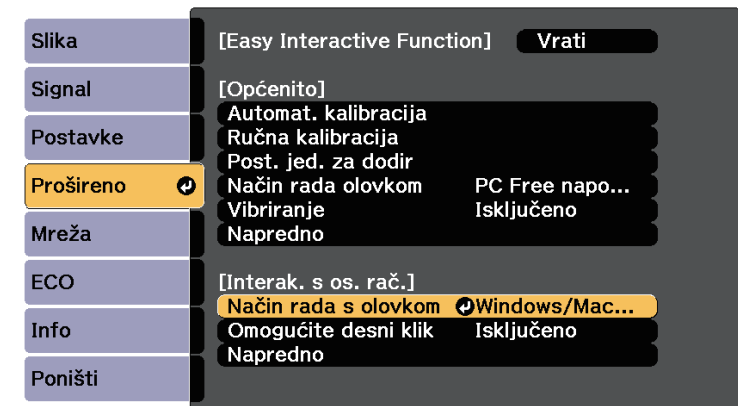 Slika
Signal
Postavke
Prošireno
Mreža
ECO
Info
Poništi
[Easy Interactive Function] Vrati
[Općenito]
Automat. kalibracija
Ručna kalibracija
Post. jed. za dodir
Način rada olovkom PC Free napo...
Vibriranje Isključeno
Napredno
[Interak. s os. rač.]
Način rada s olovkom Windows/Mac...
Omogućite desni klik Isključeno
Napredno